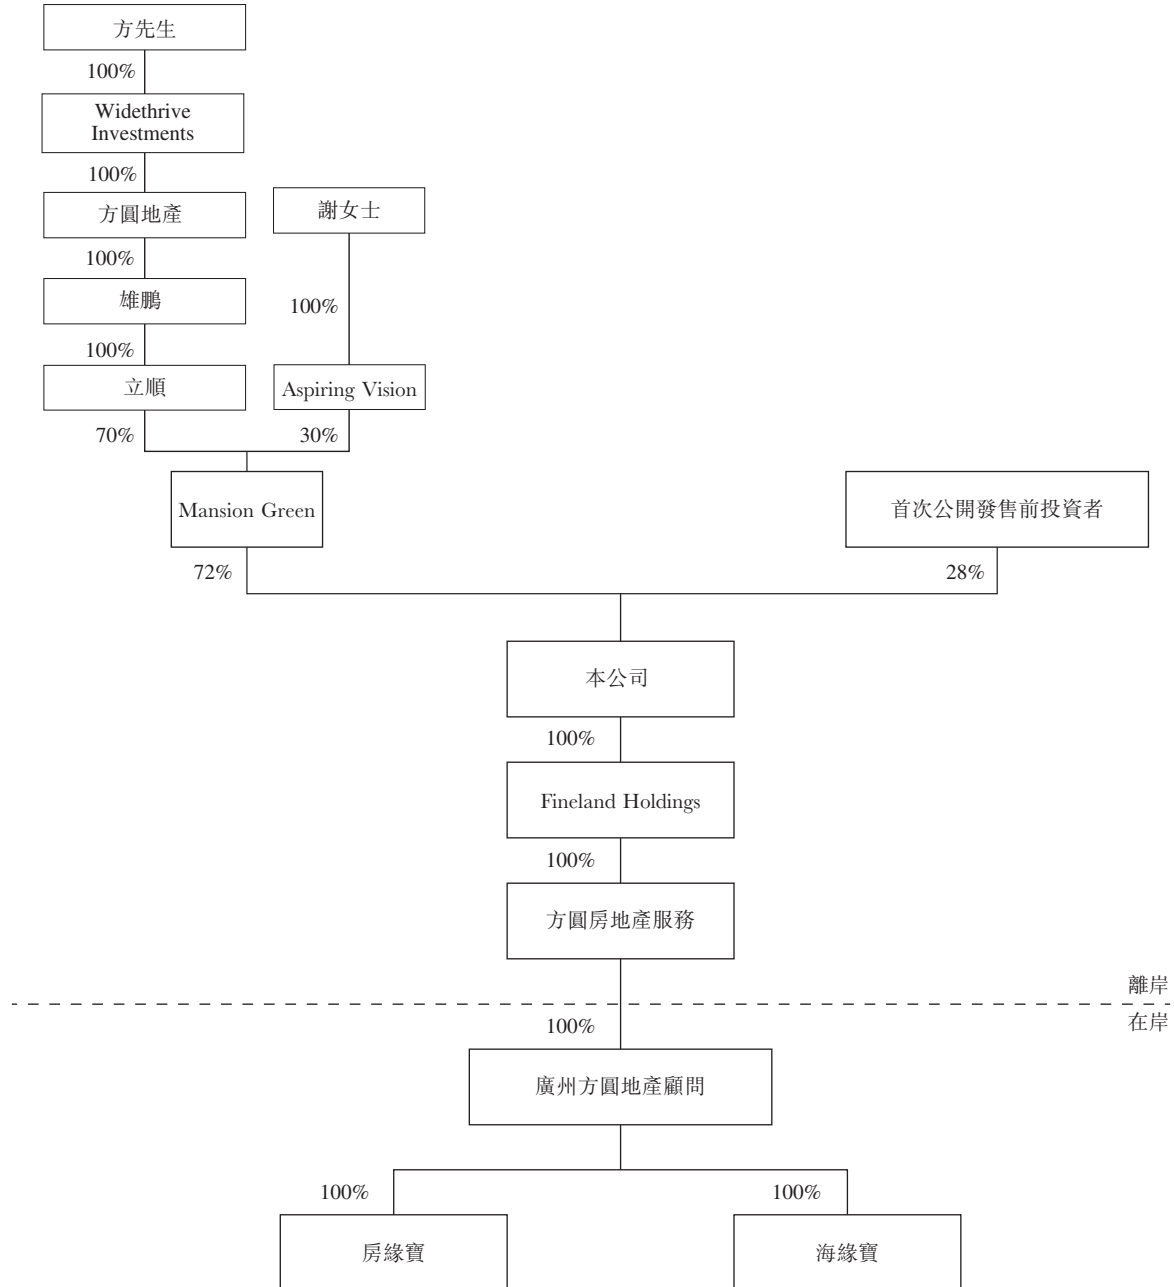 方先生
100%
Widethrive
Investments
100%
方圓地產
謝女士
100%
雄鵬
100%
100%
立順
Aspiring Vision
70%
30%
Mansion Green
首次公開發售前投資者
72%
28%
本公司
100%
Fineland Holdings
100%
方圓房地產服務
離岸
在岸
100%
廣州方圓地產顧問
100%
100%
房緣寶
海緣寶